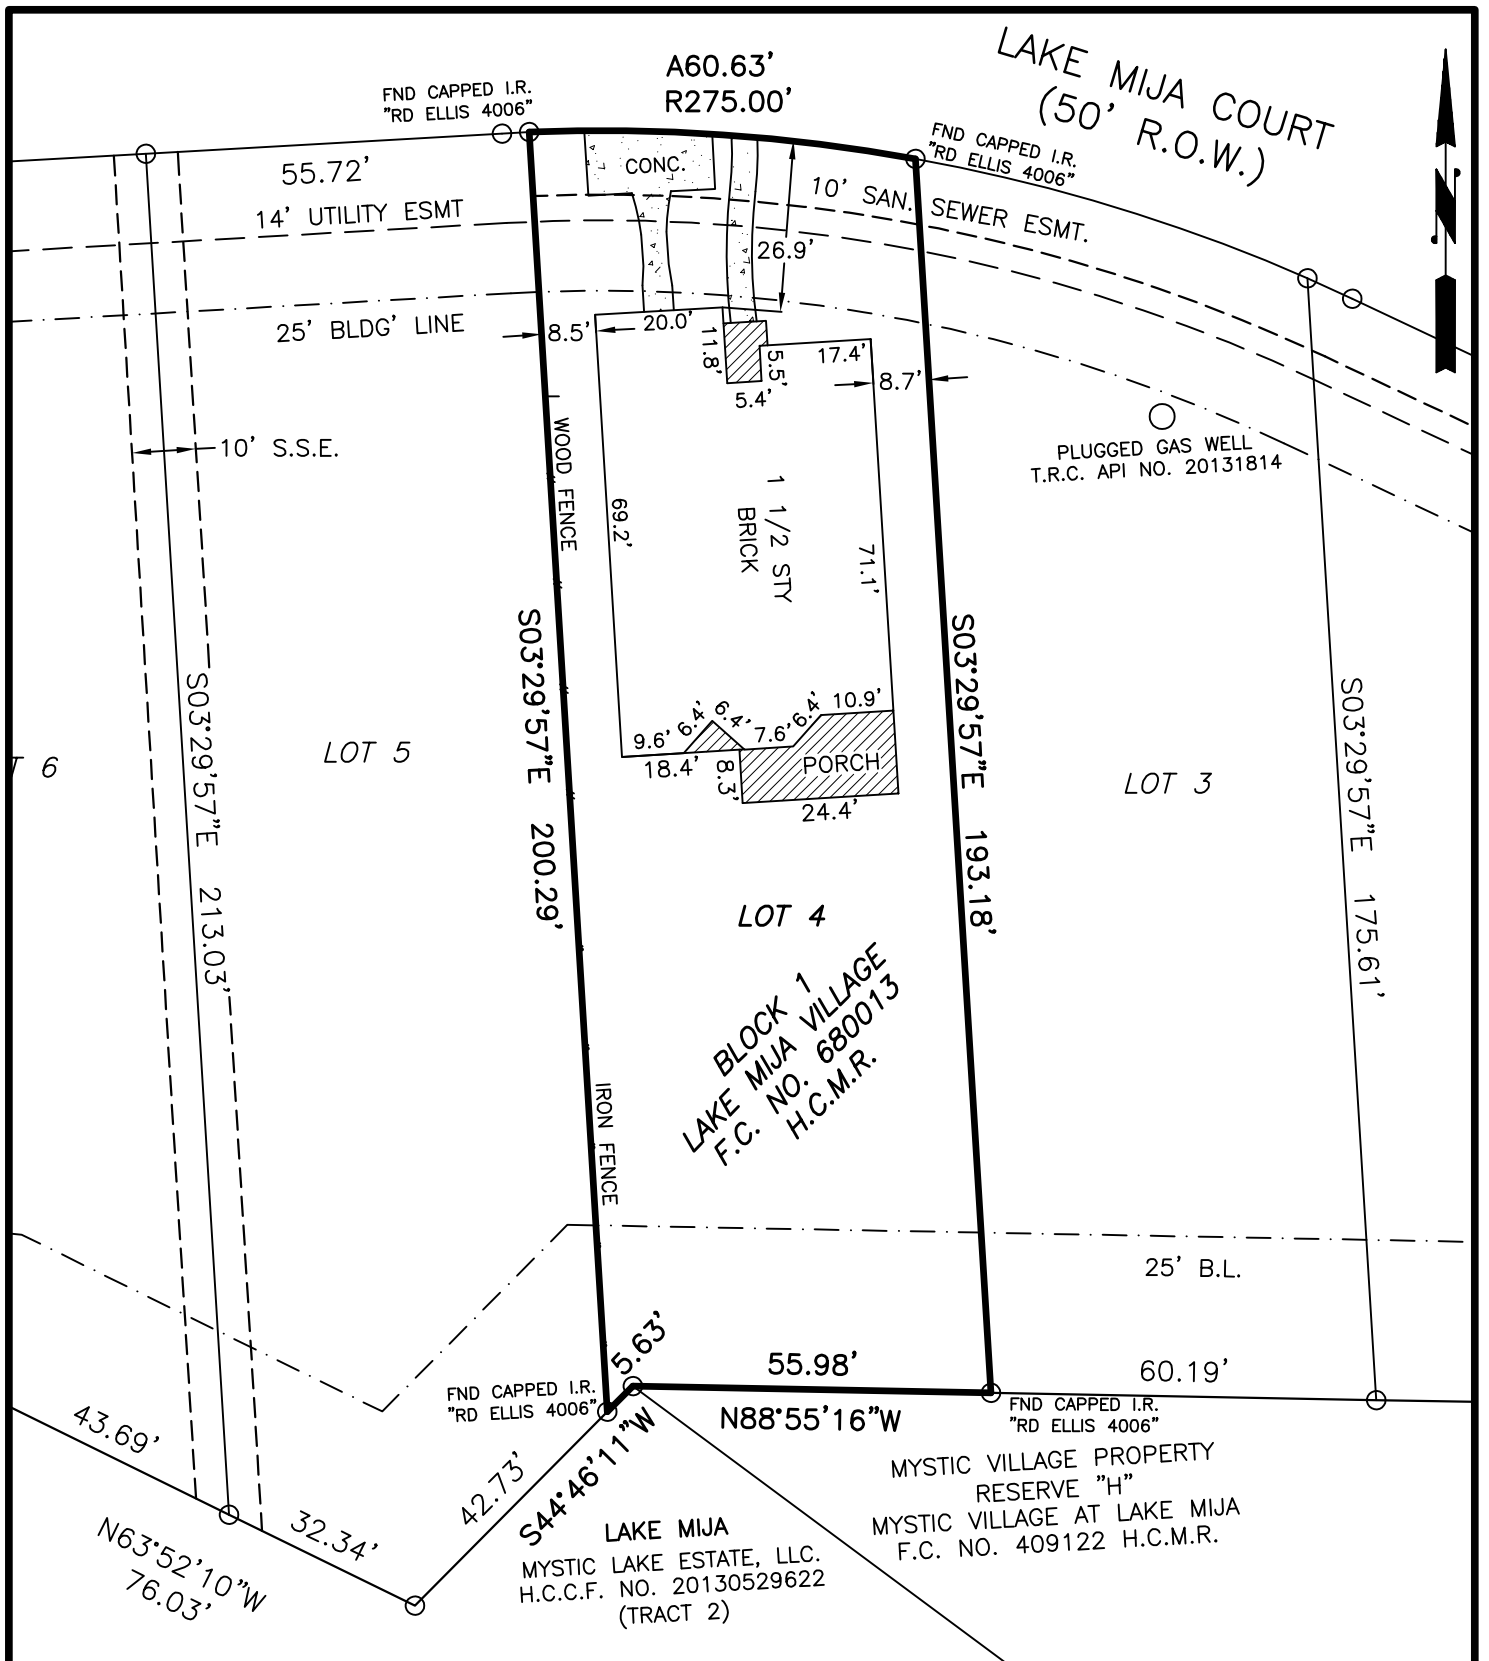 LAKE MIJA COURT
(50' R.O.W.)
A60.63'
R275.00'
FND CAPPED I.R.
"RD ELLIS 4006"
FND CAPPED I.R.
"RD ELLIS 4006"
55.72'
CONC.
14' UTILITY ESMT
10' SAN. SEWER ESMT.
26.9'
25' BLDG' LINE
8.5'
20.0'
11.8'
5.5'
17.4'
8.7'
5.4'
10' S.S.E.
WOOD FENCE
PLUGGED GAS WELL
T.R.C. API NO. 20131814
69.2'
1 1/2 STY
BRICK
71.1'
S03°29'57"E 213.03'
S03°29'57"E 200.29'
S03°29'57"E 193.18'
S03°29'57"E 175.61'
T 6
LOT 5
9.6'
6.4'
6.4'
7.6'
6.4'
10.9'
18.4'
8.3'
PORCH
24.4'
LOT 3
LOT 4
BLOCK 1
LAKE MIJA VILLAGE
F.C. NO. 680013
H.C.M.R.
IRON FENCE
25' B.L.
5.63'
55.98'
60.19'
FND CAPPED I.R.
"RD ELLIS 4006"
N88°55'16"W
FND CAPPED I.R.
"RD ELLIS 4006"
43.69'
42.73'
S44°46'11"W
32.34'
N63°52'10"W
76.03'
MYSTIC VILLAGE PROPERTY
RESERVE "H"
MYSTIC VILLAGE AT LAKE MIJA
F.C. NO. 409122 H.C.M.R.
LAKE MIJA
MYSTIC LAKE ESTATE, LLC.
H.C.C.F. NO. 20130529622
(TRACT 2)